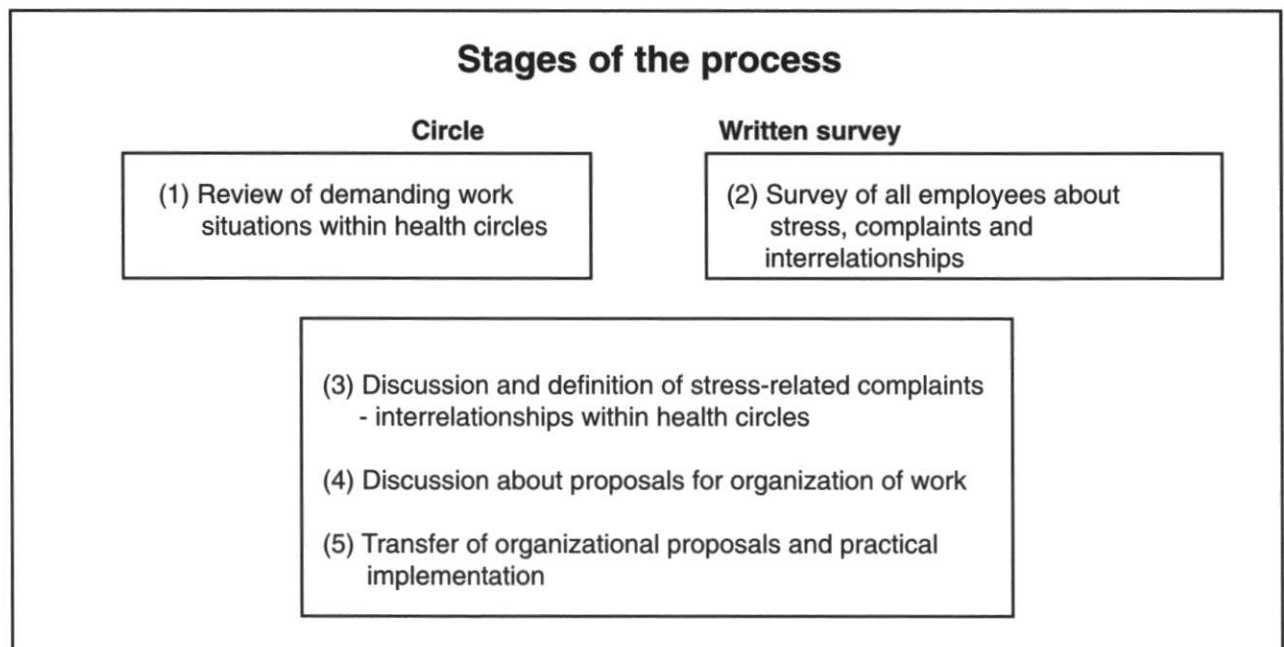 Stages of the process
Circle
(1) Review of demanding work
situations within health circles
Written survey
(2) Survey of all employees about
stress, complaints and
interrelationships
(3) Discussion and definition of stress-related complaints
- interrelationships within health circles
(4) Discussion about proposals for organization of work
(5) Transfer of organizational proposals and practical
implementation